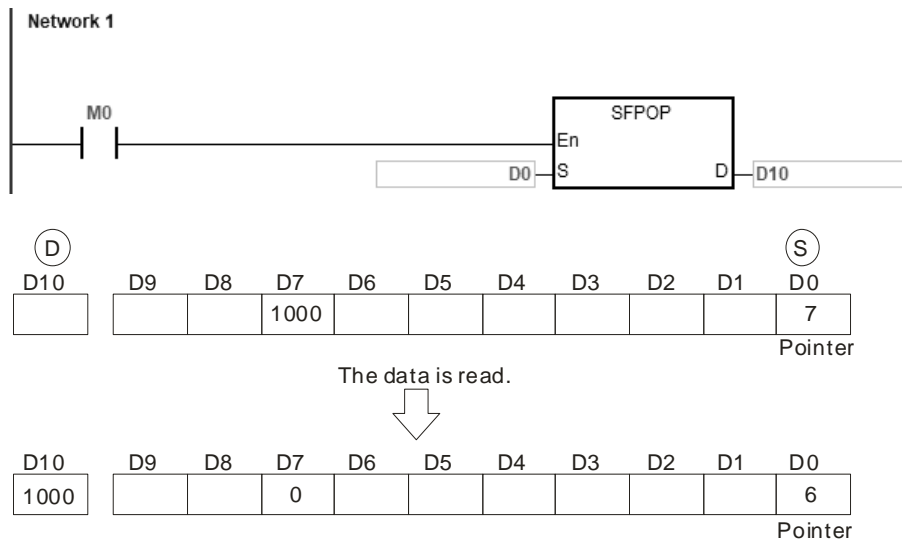 Network 1
M0
SFPOP
En
D0 S D D10
D S
D10 D9 D8 D7 D6 D5 D4 D3 D2 D1 D0
1000 7
Pointer
The data is read.
D10 D9 D8 D7 D6 D5 D4 D3 D2 D1 D0
1000 0 6
Pointer